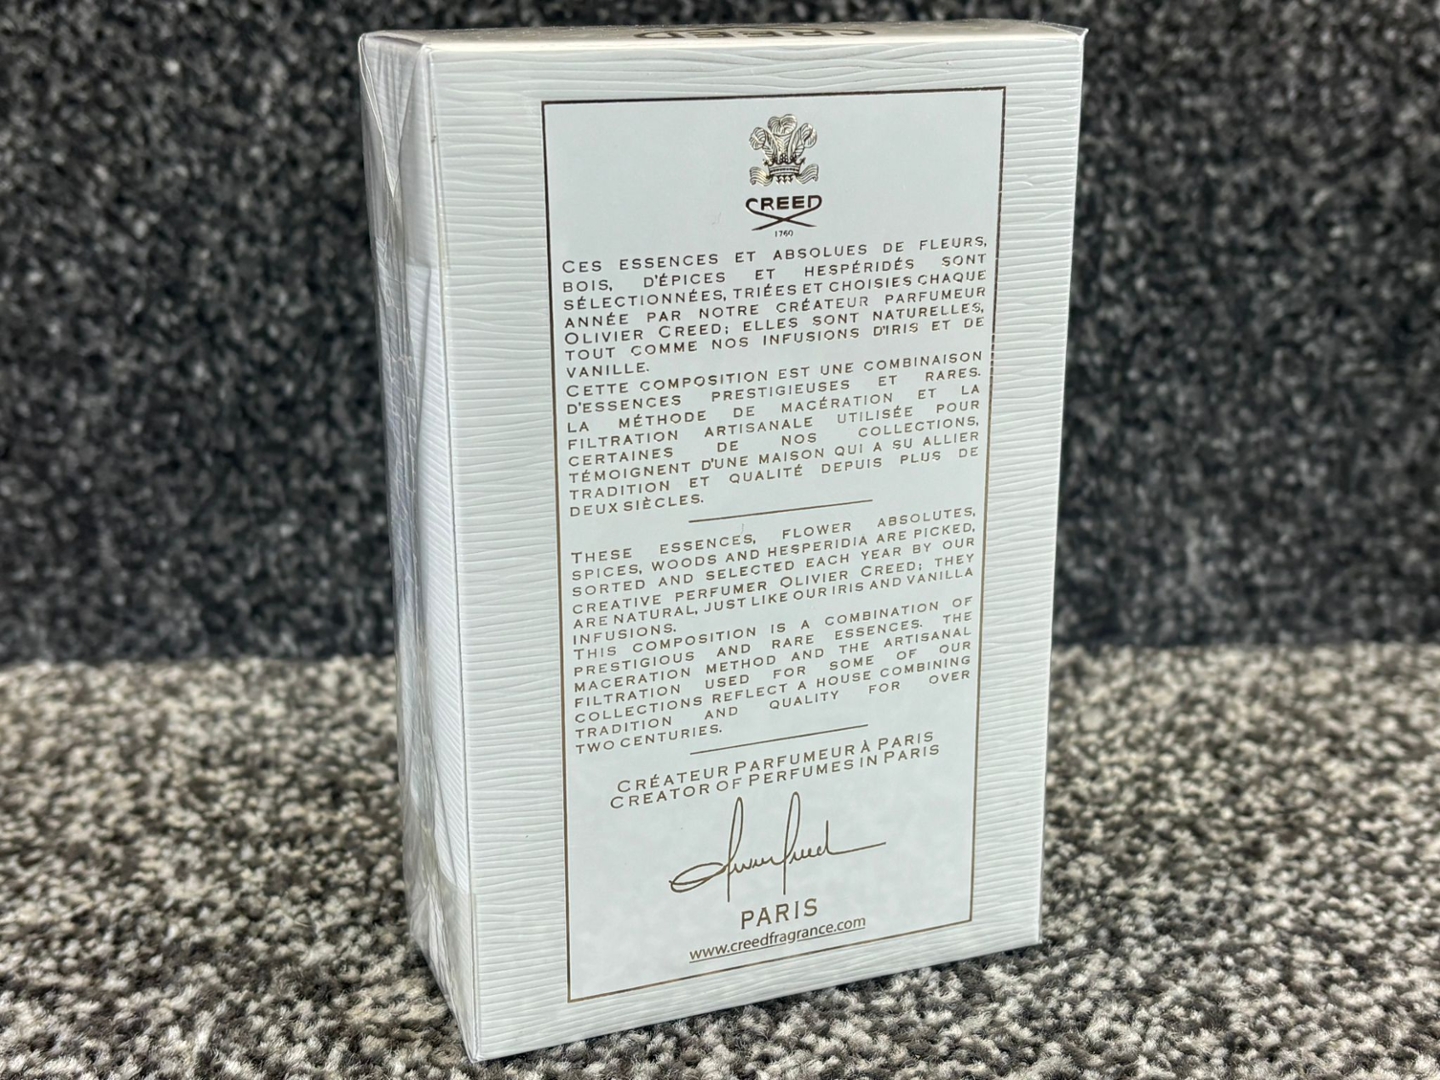 CREED
CREED
1760
CES ESSENCES ET ABSOLUES DE FLEURS,
BOIS, D'ÉPICES ET HESPÉRIDÉS SONT
SÉLECTIONNÉES, TRIÉES ET CHOISIES CHAQUE
ANNÉE PAR NOTRE CRÉATEUR PARFUMEUR
OLIVIER CREED; ELLES SONT NATURELLES,
TOUT COMME NOS INFUSIONS D'IRIS ET DE
VANILLE.
CETTE COMPOSITION EST UNE COMBINAISON
D'ESSENCES PRESTIGIEUSES ET RARES.
LA MÉTHODE DE MACÉRATION ET LA
FILTRATION ARTISANALE UTILISÉE POUR
CERTAINES DE NOS COLLECTIONS,
TÉMOIGNENT D'UNE MAISON QUI A SU ALLIER
TRADITION ET QUALITÉ DEPUIS PLUS DE
DEUX SIÈCLES.
THESE ESSENCES, FLOWER ABSOLUTES,
SPICES, WOODS AND HESPERIDIA ARE PICKED,
SORTED AND SELECTED EACH YEAR BY OUR
CREATIVE PERFUMER OLIVIER CREED; THEY
ARE NATURAL, JUST LIKE OUR IRIS AND VANILLA
INFUSIONS.
THIS COMPOSITION IS A COMBINATION OF
PRESTIGIOUS AND RARE ESSENCES. THE
MACERATION METHOD AND THE ARTISANAL
FILTRATION USED FOR SOME OF OUR
COLLECTIONS REFLECT A HOUSE COMBINING
TRADITION AND QUALITY FOR OVER
TWO CENTURIES.
CRÉATEUR PARFUMEUR À PARIS
CREATOR OF PERFUMES IN PARIS
Olivier Creed
PARIS
www.creedfragrance.com